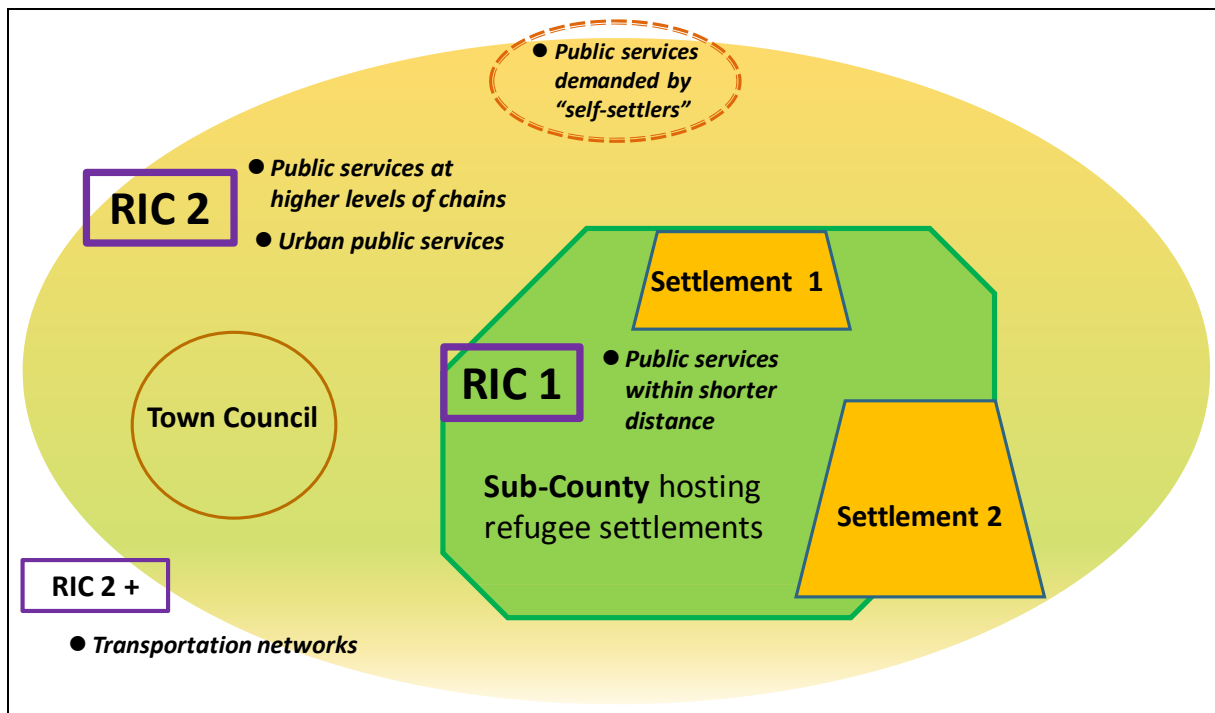 ● Public services
demanded by
“self-settlers”
● Public services at
higher levels of chains
● Urban public services
RIC 2
Settlement 1
RIC 1
● Public services
within shorter
distance
Town Council
Sub-County hosting
refugee settlements
Settlement 2
RIC 2 +
● Transportation networks